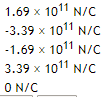 1.69 × 10¹¹ N/C
-3.39 × 10¹¹ N/C
-1.69 × 10¹¹ N/C
3.39 × 10¹¹ N/C
0 N/C